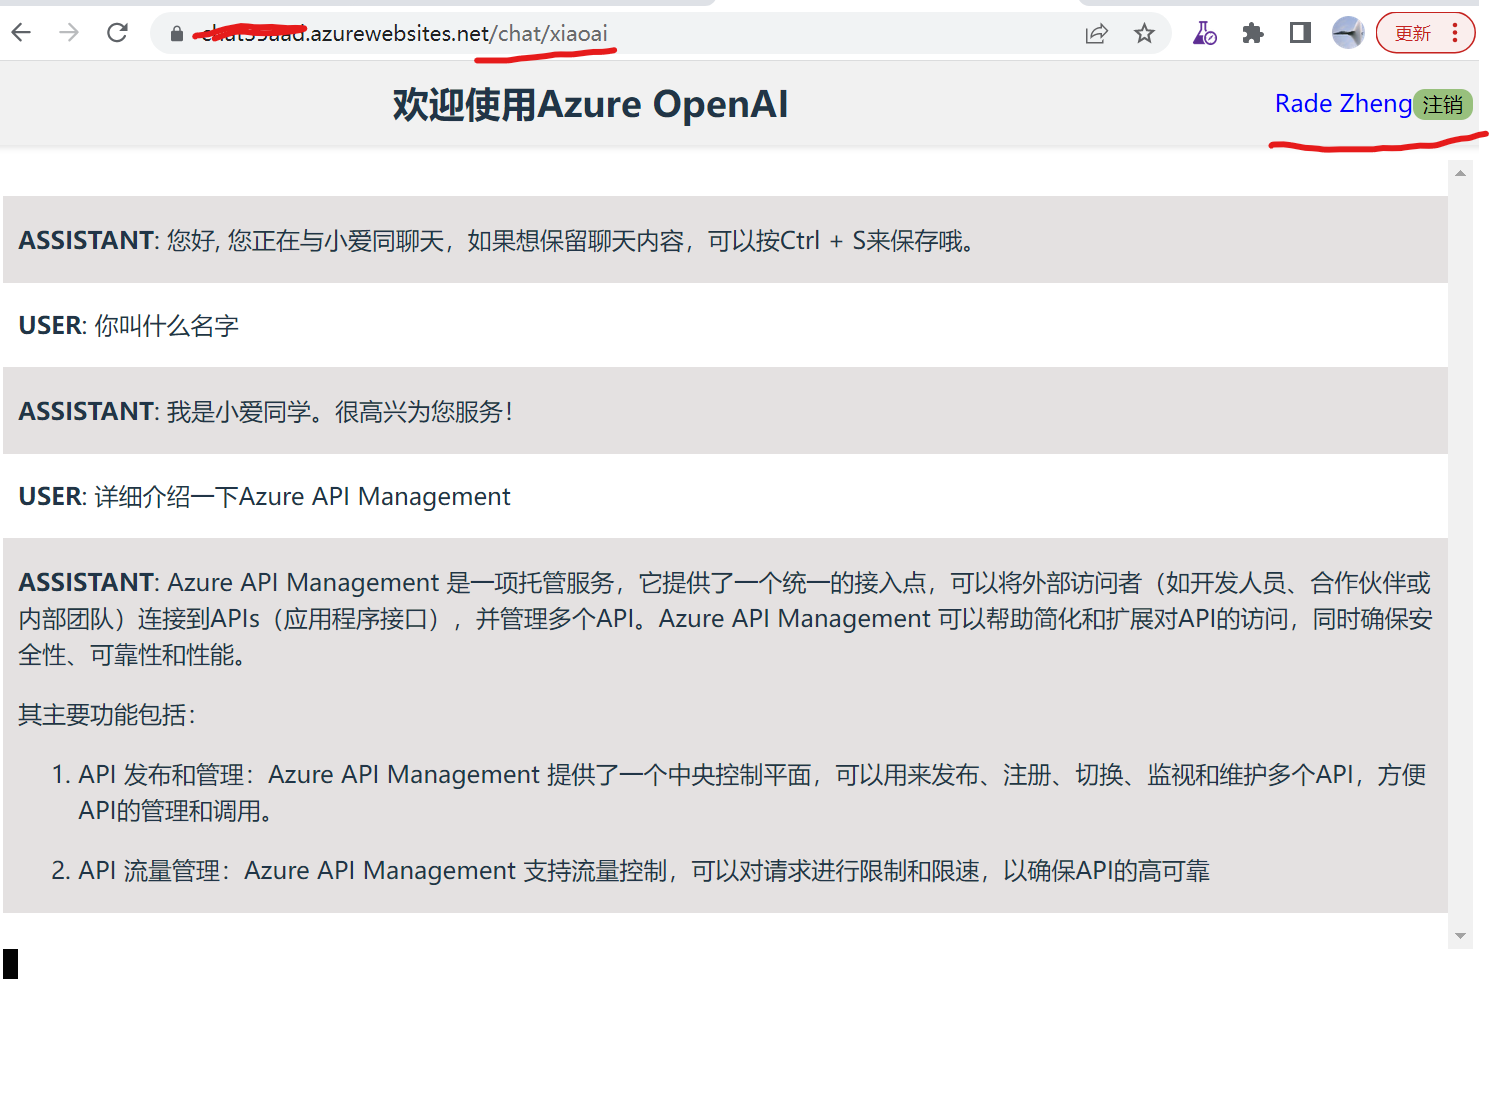 .azurewebsites.net/chat/xiaoai
更新
欢迎使用Azure OpenAI
Rade Zheng 注销
ASSISTANT: 您好, 您正在与小爱同聊天，如果想保留聊天内容，可以按Ctrl + S来保存哦。
USER: 你叫什么名字
ASSISTANT: 我是小爱同学。很高兴为您服务！
USER: 详细介绍一下Azure API Management
ASSISTANT: Azure API Management 是一项托管服务，它提供了一个统一的接入点，可以将外部访问者（如开发人员、合作伙伴或
内部团队）连接到APIs（应用程序接口），并管理多个API。Azure API Management 可以帮助简化和扩展对API的访问，同时确保安
全性、可靠性和性能。
其主要功能包括：
1. API 发布和管理：Azure API Management 提供了一个中央控制平面，可以用来发布、注册、切换、监视和维护多个API，方便
API的管理和调用。
2. API 流量管理：Azure API Management 支持流量控制，可以对请求进行限制和限速，以确保API的高可靠